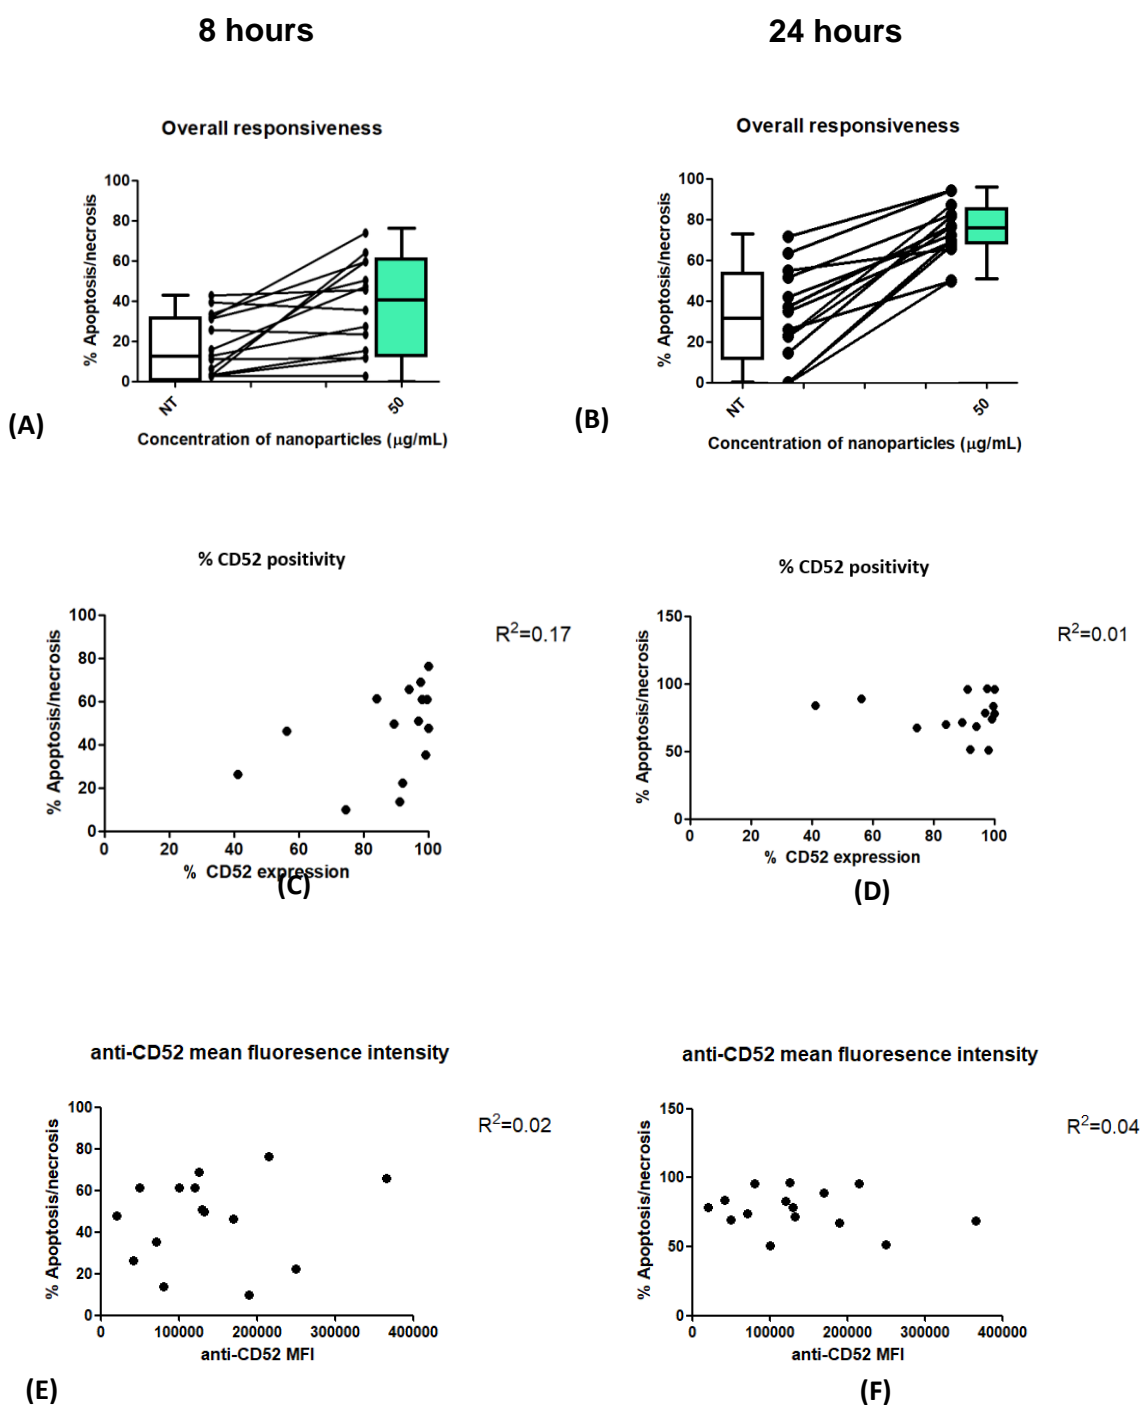 8 hours
24 hours
Overall responsiveness
% Apoptosis/necrosis
100
80
60
40
20
0
NT
50
Concentration of nanoparticles (μg/mL)
(A)
Overall responsiveness
% Apoptosis/necrosis
100
80
60
40
20
0
NT
50
Concentration of nanoparticles (μg/mL)
(B)
% CD52 positivity
R²=0.17
% Apoptosis/necrosis
100
80
60
40
20
0
0 20 40 60 80 100
% CD52 expression
(C)
% CD52 positivity
R²=0.01
% Apoptosis/necrosis
150
100
50
0
0 20 40 60 80 100
% CD52 expression
(D)
anti-CD52 mean fluoresence intensity
R²=0.02
% Apoptosis/necrosis
100
80
60
40
20
0
0 100000 200000 300000 400000
anti-CD52 MFI
(E)
anti-CD52 mean fluoresence intensity
R²=0.04
% Apoptosis/necrosis
150
100
50
0
0 100000 200000 300000 400000
anti-CD52 MFI
(F)